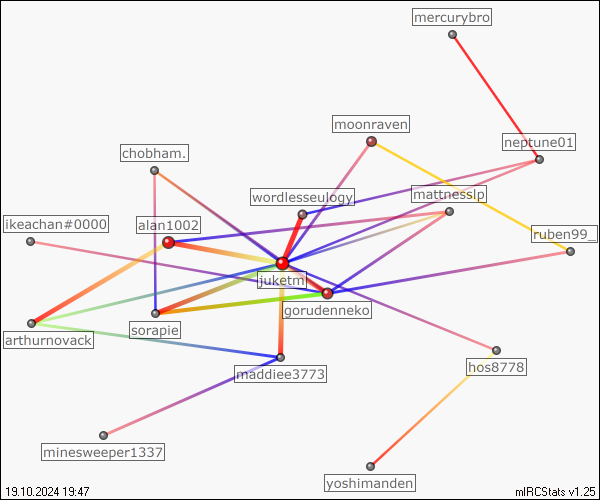 mercurybro
moonraven
neptune01
chobham.
wordlesseulogy
mattnesslp
ikeachan#0000
alan1002
ruben99_
juketm
gorudenneko
sorapie
arthurnovack
maddiee3773
hos8778
minesweeper1337
yoshimanden
19.10.2024 19:47
mIRCStats v1.25